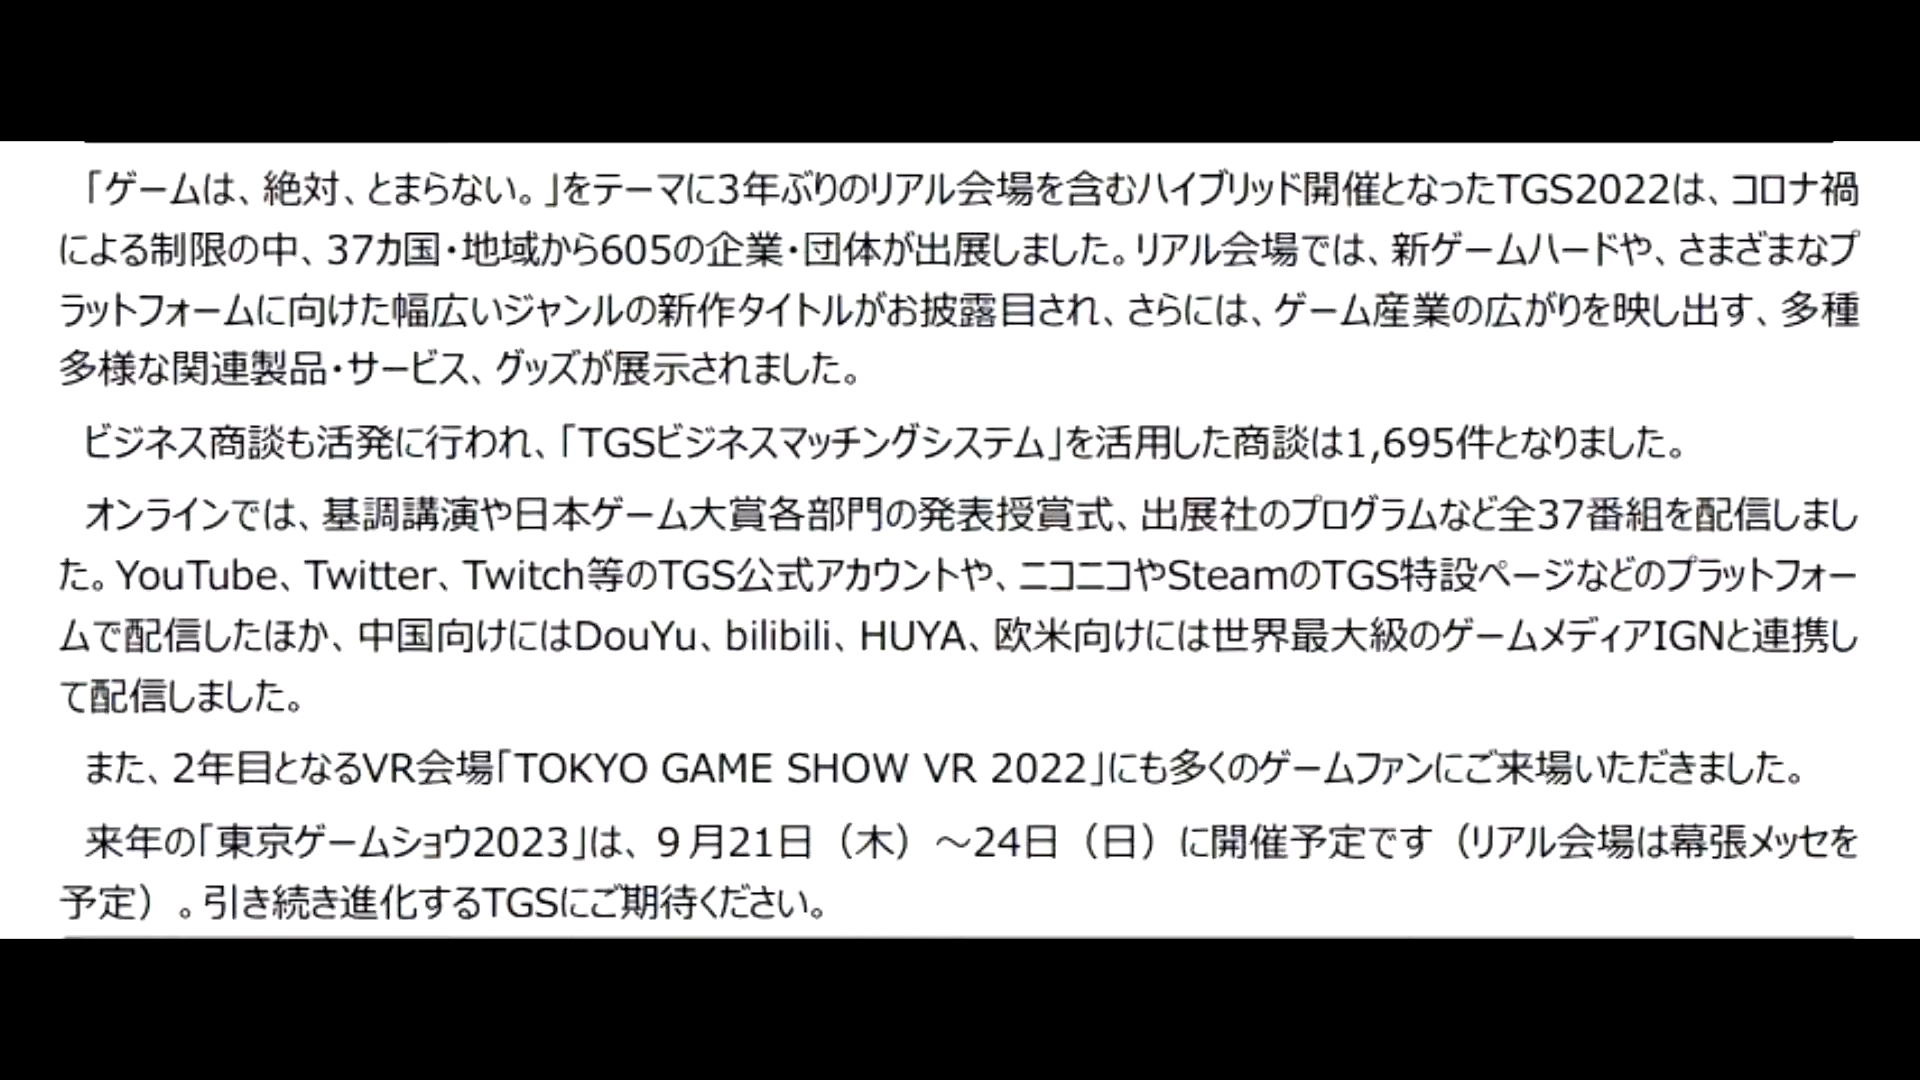 「ゲームは、絶対、とまらない。」をテーマに3年ぶりのリアル会場を含むハイブリッド開催となったTGS2022は、コロナ禍
による制限の中、37カ国・地域から605の企業・団体が出展しました。リアル会場では、新ゲームハードや、さまざまなプ
ラットフォームに向けた幅広いジャンルの新作タイトルがお披露目され、さらには、ゲーム産業の広がりを映し出す、多種
多様な関連製品・サービス、グッズが展示されました。
ビジネス商談も活発に行われ、「TGSビジネスマッチングシステム」を活用した商談は1,695件となりました。
オンラインでは、基調講演や日本ゲーム大賞各部門の発表授賞式、出展社のプログラムなど全37番組を配信しまし
た。YouTube、Twitter、Twitch等のTGS公式アカウントや、ニコニコやSteamのTGS特設ページなどのプラットフォー
ムで配信したほか、中国向けにはDouYu、bilibili、HUYA、欧米向けには世界最大級のゲームメディアIGNと連携し
て配信しました。
また、2年目となるVR会場「TOKYO GAME SHOW VR 2022」にも多くのゲームファンにご来場いただきました。
来年の「東京ゲームショウ2023」は、９月21日（木）～24日（日）に開催予定です（リアル会場は幕張メッセを
予定）。引き続き進化するTGSにご期待ください。